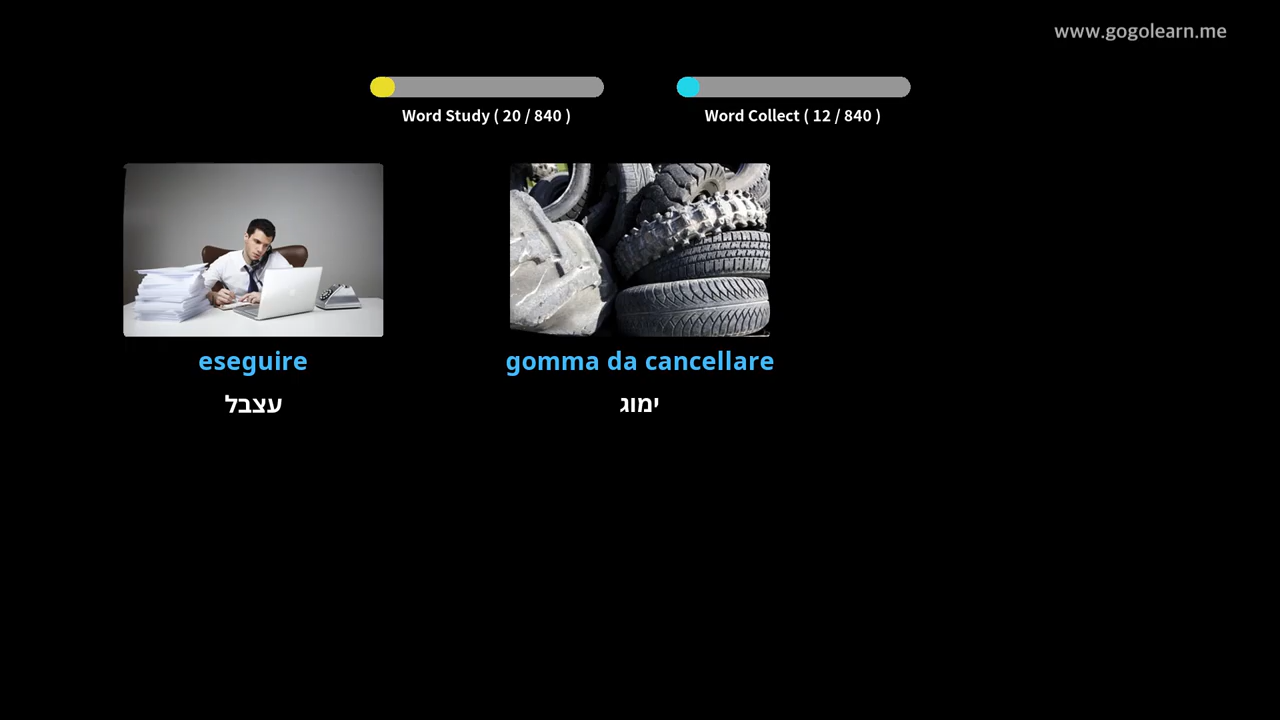 www.gogolearn.me
Word Study ( 20 / 840 )
Word Collect ( 12 / 840 )
eseguire
עצבל
gomma da cancellare
ימוג